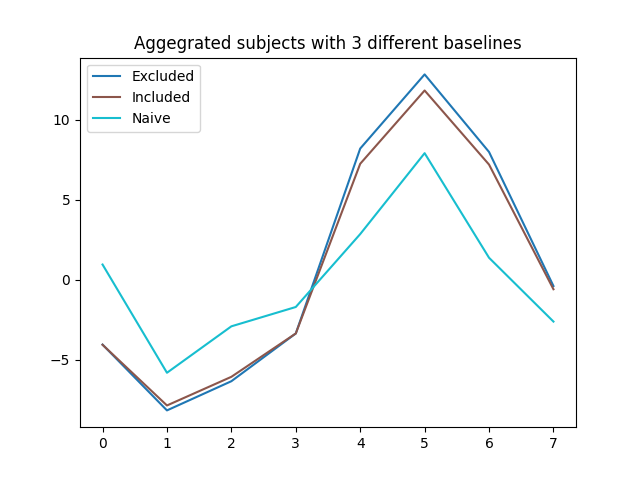 Aggegrated subjects with 3 different baselines
Excluded
Included
Naive
10
5
0
−5
0 1 2 3 4 5 6 7